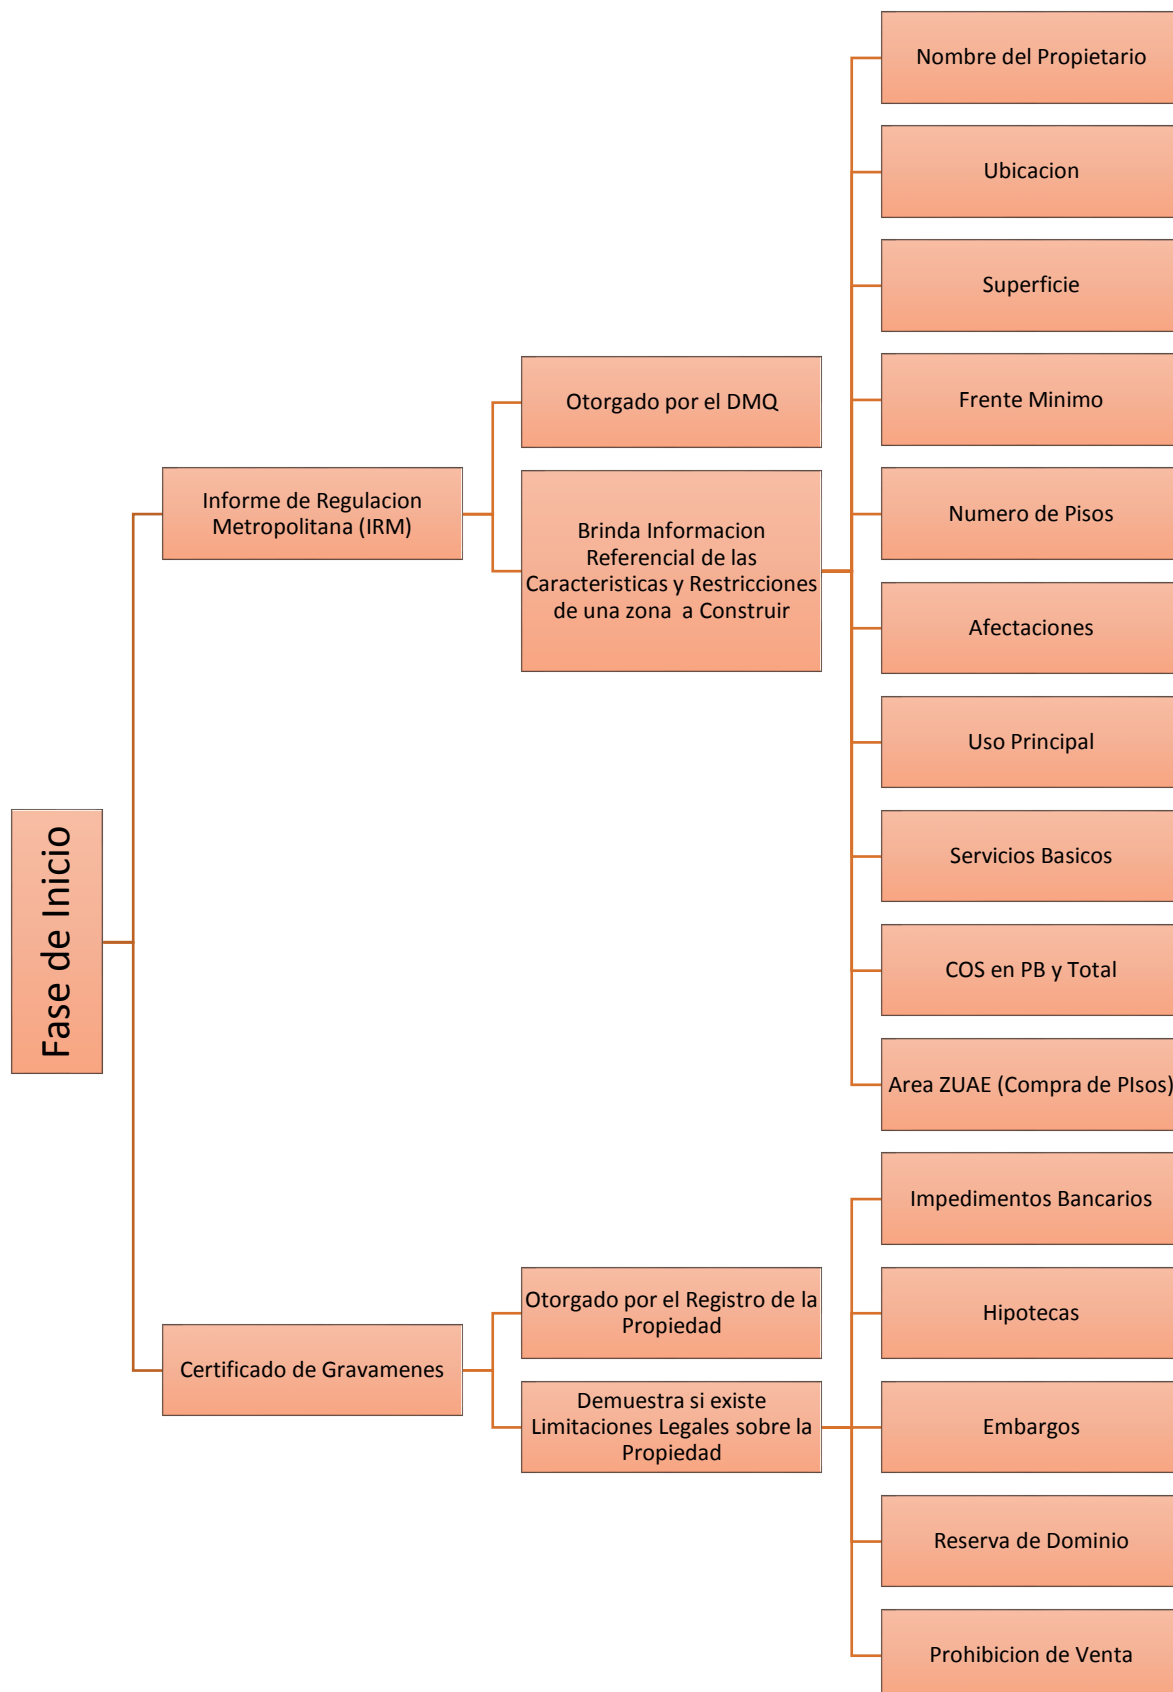 Fase de Inicio
Informe de Regulacion
Metropolitana (IRM)
Otorgado por el DMQ
Brinda Informacion
Referencial de las
Caracteristicas y Restricciones
de una zona a Construir
Nombre del Propietario
Ubicacion
Superficie
Frente Minimo
Numero de Pisos
Afectaciones
Uso Principal
Servicios Basicos
COS en PB y Total
Area ZUAE (Compra de PIsos)
Certificado de Gravamenes
Otorgado por el Registro de la
Propiedad
Demuestra si existe
Limitaciones Legales sobre la
Propiedad
Impedimentos Bancarios
Hipotecas
Embargos
Reserva de Dominio
Prohibicion de Venta